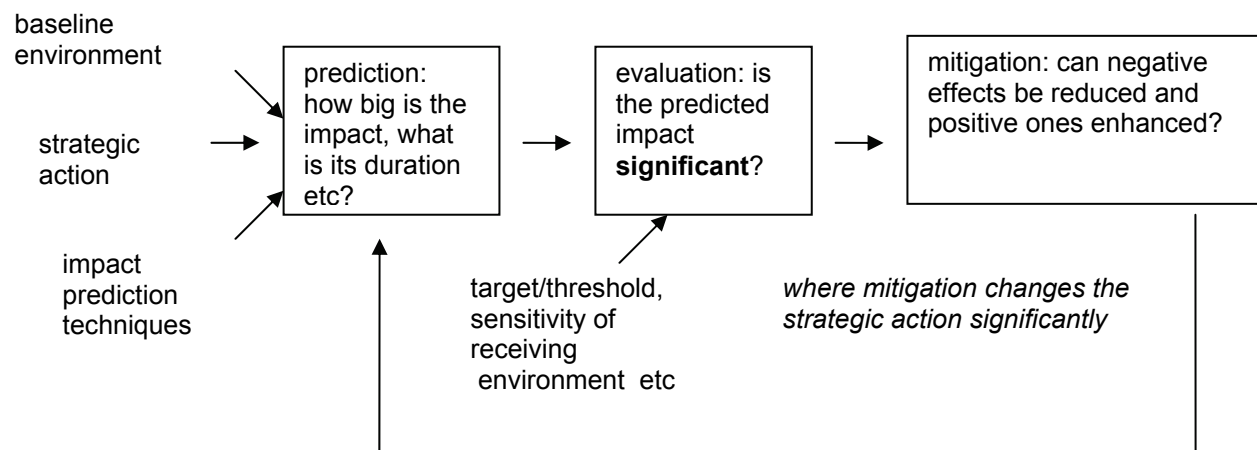 baseline
environment
strategic
action
impact
prediction
techniques
prediction:
how big is the
impact, what
is its duration
etc?
evaluation: is
the predicted
impact
significant?
target/threshold,
sensitivity of
receiving
environment etc
mitigation: can negative
effects be reduced and
positive ones enhanced?
where mitigation changes the
strategic action significantly